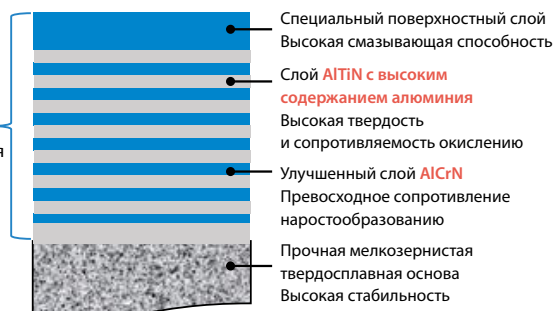 Специальный поверхностный слой
Высокая смазывающая способность
Слой AlTiN с высоким
содержанием алюминия
Высокая твердость
и сопротивляемость окислению
я
Улучшенный слой AlCrN
Превосходное сопротивление
наростообразованию
Прочная мелкозернистая
твердосплавная основа
Высокая стабильность